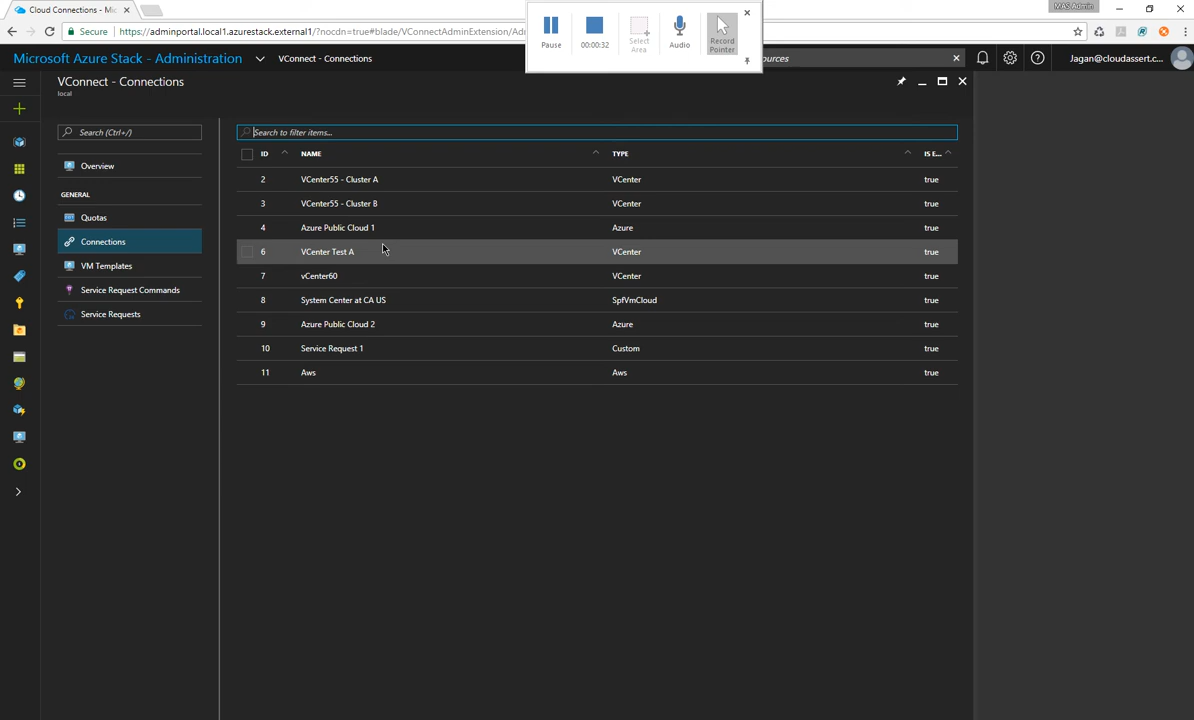 Cloud Connections - Mic
MAS Admin
Secure
https://adminportal.local1.azurestack.external1/?nocdn=true#blade/VConnectAdminExtension/Adr
Pause
00:00:32
Select
Area
Audio
Record
Pointer
Microsoft Azure Stack - Administration
VConnect - Connections
Jagan@cloudassert.c...
VConnect - Connections
local
Search (Ctrl+/)
Overview
GENERAL
Quotas
Connections
VM Templates
Service Request Commands
Service Requests
Search to filter items...
ID NAME TYPE IS E...
2 VCenter55 - Cluster A VCenter true
3 VCenter55 - Cluster B VCenter true
4 Azure Public Cloud 1 Azure true
6 VCenter Test A VCenter true
7 vCenter60 VCenter true
8 System Center at CA US SpfVmCloud true
9 Azure Public Cloud 2 Azure true
10 Service Request 1 Custom true
11 Aws Aws true